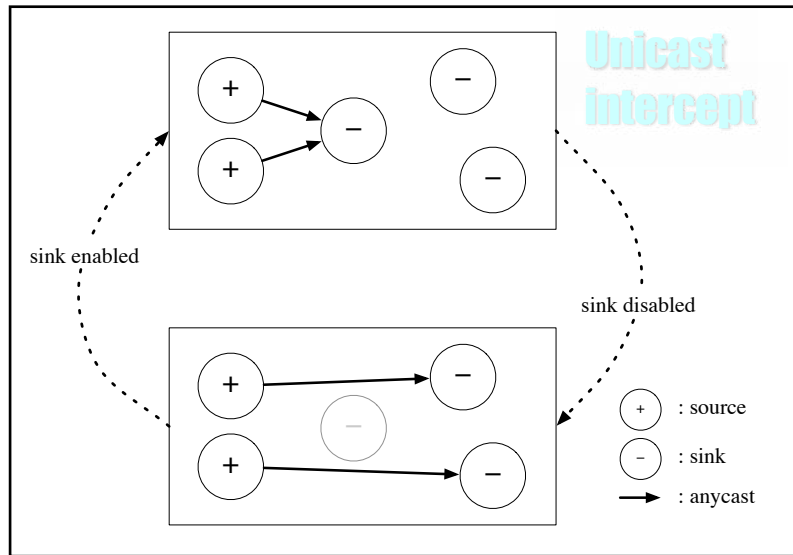 Unicast
intercept
+
−
−
+
−
sink enabled
sink disabled
+
−
−
+
−
+ : source
− : sink
: anycast